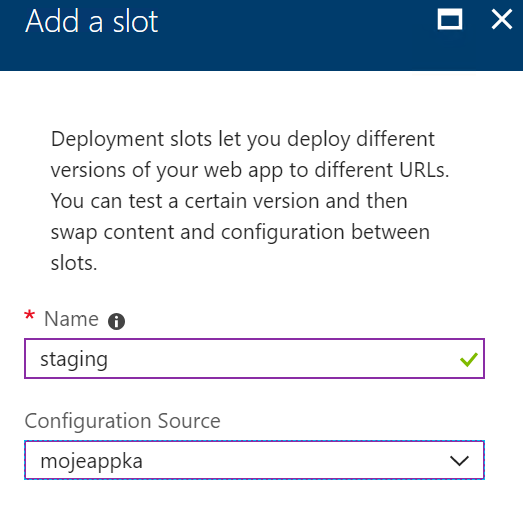 Add a slot
Deployment slots let you deploy different
versions of your web app to different URLs.
You can test a certain version and then
swap content and configuration between
slots.
* Name
staging
Configuration Source
mojeappka